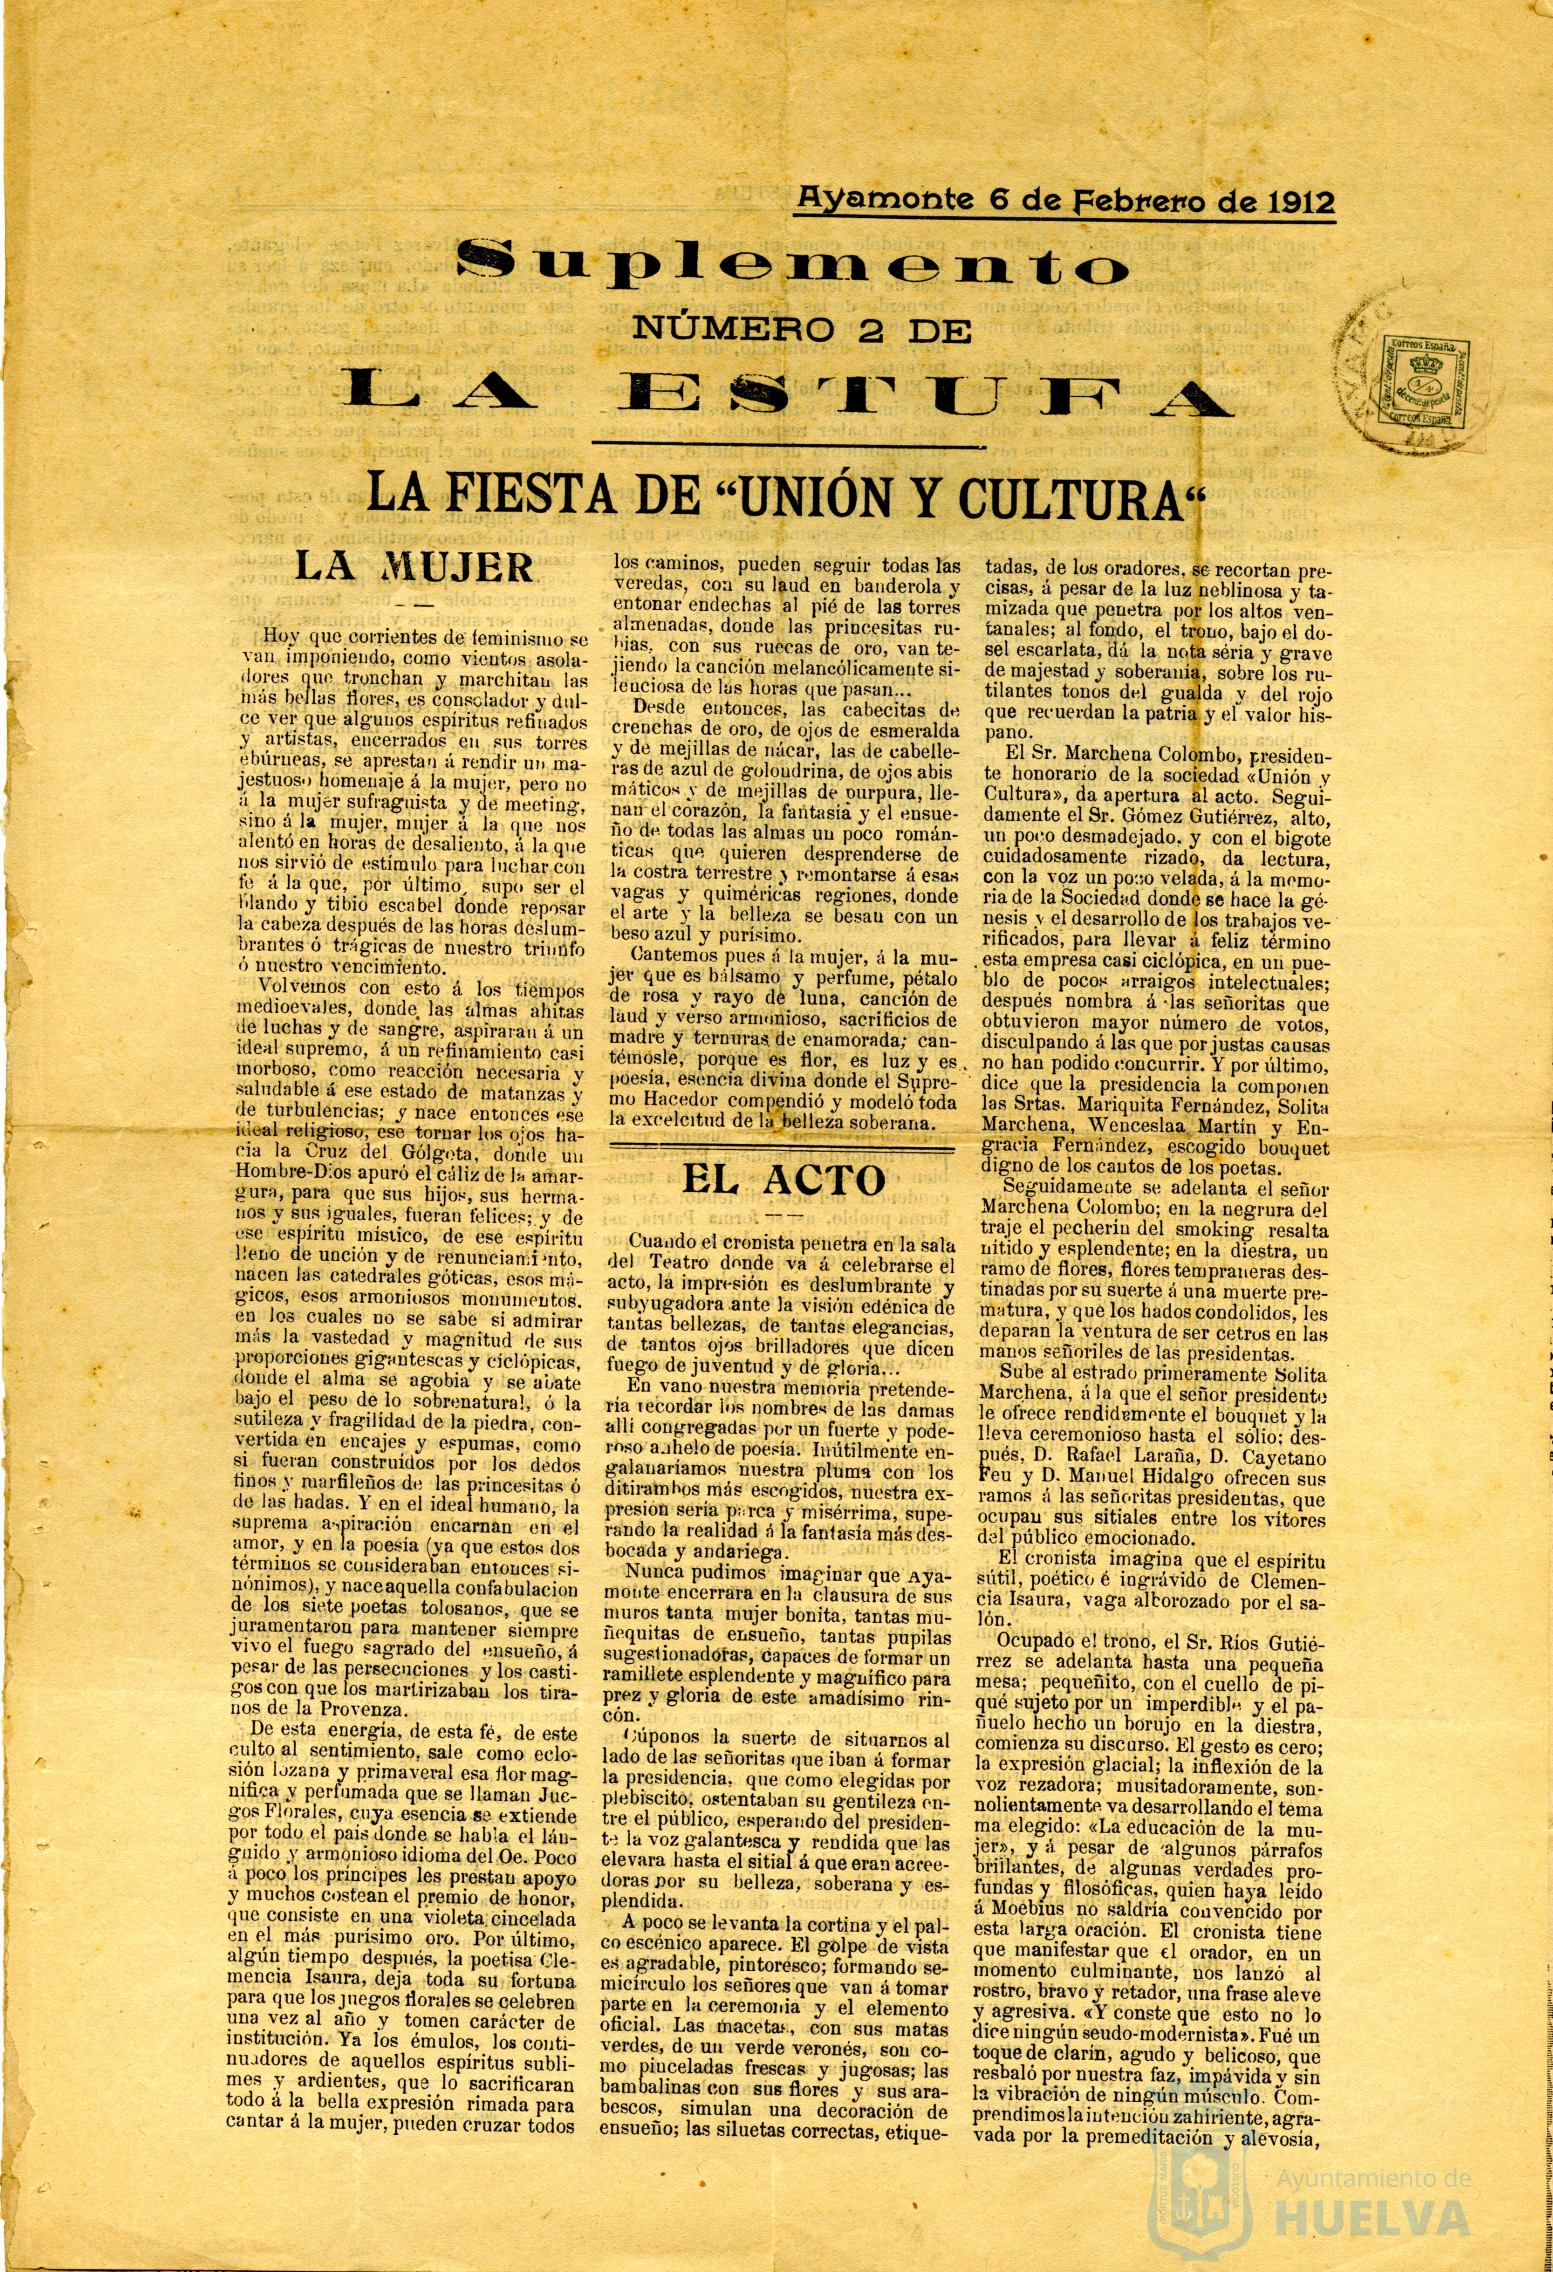 Ayamonte 6 de Febrero de 1912
Suplemento
NÚMERO 2 DE
LA ESTUFA
Correos España
1/4
de cent. de peseta
Correos España
LA FIESTA DE "UNIÓN Y CULTURA"
LA MUJER
Hoy que corrientes de feminismo se
van imponiendo, como vientos asola-
dores que tronchan y marchitan las
más bellas flores, es consolador y dul-
ce ver que algunos espíritus refinados
y artistas, encerrados en sus torres
ebúrneas, se aprestan á rendir un ma-
jestuoso homenaje á la mujer, pero no
á la mujer sufraguista y de meeting,
sino á la mujer, mujer á la que nos
alentó en horas de desaliento, á la que
nos sirvió de estímulo para luchar con
fe á la que, por último, supo ser el
blando y tibio escabel donde reposar
la cabeza después de las horas deslum-
brantes ó trágicas de nuestro triunfo
ó nuestro vencimiento.
Volvemos con esto á los tiempos
medioevales, donde las almas ahitas
de luchas y de sangre, aspiraran á un
ideal supremo, á un refinamiento casi
morboso, como reacción necesaria y
saludable á ese estado de matanzas y
de turbulencias; y nace entonces ese
ideal religioso, ese tornar los ojos ha-
cia la Cruz del Gólgota, donde un
Hombre-Dios apuró el cáliz de la amar-
gura, para que sus hijos, sus herma-
nos y sus iguales, fueran felices; y de
ese espíritu místico, de ese espíritu
lleno de unción y de renunciamiento,
nacen las catedrales góticas, esos má-
gicos, esos armoniosos monumentos.
en los cuales no se sabe si admirar
más la vastedad y magnitud de sus
proporciones gigantescas y ciclópicas,
donde el alma se agobia y se abate
bajo el peso de lo sobrenatural, ó la
sutileza y fragilidad de la piedra, con-
vertida en encajes y espumas, como
si fueran construídos por los dedos
finos y marfileños de las princesitas ó
de las hadas. Y en el ideal humano, la
suprema aspiración encarnan en el
amor, y en la poesía (ya que estos dos
términos se consideraban entonces si-
nónimos), y nace aquella confabulacion
de los siete poetas tolosanos, que se
juramentaron para mantener siempre
vivo el fuego sagrado del ensueño, á
pesar de las persecuciones y los casti-
gos con que los martirizaban los tira-
nos de la Provenza.
De esta energía, de esta fé, de este
culto al sentimiento, sale como eclo-
sión lozana y primaveral esa flor mag-
nífica y perfumada que se llaman Jue-
gos Florales, cuya esencia se extiende
por todo el país donde se habla el lán-
guido y armonioso idioma del Oe. Poco
á poco los príncipes les prestan apoyo
y muchos costean el premio de honor,
que consiste en una violeta cincelada
en el más purísimo oro. Por último,
algún tiempo después, la poetisa Cle-
mencia Isaura, deja toda su fortuna
para que los juegos florales se celebren
una vez al año y tomen carácter de
institución. Ya los émulos, los conti-
nuadores de aquellos espíritus subli-
mes y ardientes, que lo sacrificaran
todo á la bella expresión rimada para
cantar á la mujer, pueden cruzar todos
los caminos, pueden seguir todas las
veredas, con su laud en banderola y
entonar endechas al pié de las torres
almenadas, donde las princesitas ru-
bias, con sus ruecas de oro, van te-
jiendo la canción melancólicamente si-
lenciosa de las horas que pasan...
Desde entonces, las cabecitas de
crenchas de oro, de ojos de esmeralda
y de mejillas de nácar, las de cabelle-
ras de azul de golondrina, de ojos abis
máticos y de mejillas de purpura, lle-
nan el corazón, la fantasía y el ensue-
ño de todas las almas un poco román-
ticas que quieren desprenderse de
la costra terrestre y remontarse á esas
vagas y quiméricas regiones, donde
el arte y la belleza se besan con un
beso azul y purísimo.
Cantemos pues á la mujer, á la mu-
jer que es bálsamo y perfume, pétalo
de rosa y rayo de luna, canción de
laud y verso armonioso, sacrificios de
madre y ternuras de enamorada; can-
témosle, porque es flor, es luz y es
poesía, esencia divina donde el Supre-
mo Hacedor compendió y modeló toda
la excelcitud de la belleza soberana.
EL ACTO
Cuando el cronista penetra en la sala
del Teatro donde va á celebrarse el
acto, la impresión es deslumbrante y
subyugadora ante la visión edénica de
tantas bellezas, de tantas elegancias,
de tantos ojos brilladores que dicen
fuego de juventud y de gloria...
En vano nuestra memoria pretende-
ría recordar los nombres de las damas
allí congregadas por un fuerte y pode-
roso anhelo de poesía. Inútilmente en-
galanaríamos nuestra pluma con los
ditirambos más escogidos, nuestra ex-
presión sería parca y misérrima, supe-
rando la realidad á la fantasía más des-
bocada y andariega.
Nunca pudimos imaginar que Aya-
monte encerrara en la clausura de sus
muros tanta mujer bonita, tantas mu-
ñequitas de ensueño, tantas pupilas
sugestionadoras, capaces de formar un
ramillete esplendente y magnífico para
prez y gloria de este amadísimo rin-
cón.
Cúponos la suerte de situarnos al
lado de las señoritas que iban á formar
la presidencia, que como elegidas por
plebiscito, ostentaban su gentileza en-
tre el público, esperando del presiden-
te la voz galantesca y rendida que las
elevara hasta el sitial á que eran acree-
doras por su belleza, soberana y es-
plendida.
A poco se levanta la cortina y el pal-
co escénico aparece. El golpe de vista
es agradable, pintoresco; formando se-
micírculo los señores que van á tomar
parte en la ceremonia y el elemento
oficial. Las macetas, con sus matas
verdes, de un verde veronés, son co-
mo pinceladas frescas y jugosas; las
bambalinas con sus flores y sus ara-
bescos, simulan una decoración de
ensueño; las siluetas correctas, etique-
tadas, de los oradores, se recortan pre-
cisas, á pesar de la luz neblinosa y ta-
mizada que penetra por los altos ven-
tanales; al fondo, el trono, bajo el do-
sel escarlata, dá la nota séria y grave
de majestad y soberanía, sobre los ru-
tilantes tonos del gualda y del rojo
que recuerdan la patria y el valor his-
pano.
El Sr. Marchena Colombo, presiden-
te honorario de la sociedad «Unión y
Cultura», da apertura al acto. Segui-
damente el Sr. Gómez Gutiérrez, alto,
un poco desmadejado, y con el bigote
cuidadosamente rizado, da lectura,
con la voz un poco velada, á la memo-
ria de la Sociedad donde se hace la gé-
nesis y el desarrollo de los trabajos ve-
rificados, para llevar á feliz término
esta empresa casi ciclópica, en un pue-
blo de pocos arraigos intelectuales;
después nombra á las señoritas que
obtuvieron mayor número de votos,
disculpando á las que por justas causas
no han podido concurrir. Y por último,
dice que la presidencia la componen
las Srtas. Mariquita Fernández, Solita
Marchena, Wenceslaa Martín y En-
gracia Fernández, escogido bouquet
digno de los cantos de los poetas.
Seguidamente se adelanta el señor
Marchena Colombo; en la negrura del
traje el pecherín del smoking resalta
nítido y esplendente; en la diestra, un
ramo de flores, flores tempraneras des-
tinadas por su suerte á una muerte pre-
matura, y que los hados condolidos, les
deparan la ventura de ser cetros en las
manos señoriles de las presidentas.
Sube al estrado primeramente Solita
Marchena, á la que el señor presidente
le ofrece rendidamente el bouquet y la
lleva ceremonioso hasta el sólio; des-
pués, D. Rafael Laraña, D. Cayetano
Feu y D. Manuel Hidalgo ofrecen sus
ramos á las señoritas presidentas, que
ocupan sus sitiales entre los vítores
del público emocionado.
El cronista imagina que el espíritu
sútil, poético é ingrávido de Clemen-
cia Isaura, vaga alborozado por el sa-
lón.
Ocupado el trono, el Sr. Ríos Gutié-
rrez se adelanta hasta una pequeña
mesa; pequeñito, con el cuello de pi-
qué sujeto por un imperdible y el pa-
ñuelo hecho un borujo en la diestra,
comienza su discurso. El gesto es cero;
la expresión glacial; la inflexión de la
voz rezadora; musitadoramente, son-
nolientamente va desarrollando el tema
ma elegido: «La educación de la mu-
jer», y á pesar de algunos párrafos
brillantes, de algunas verdades pro-
fundas y filosóficas, quien haya leído
á Moebius no saldría convencido por
esta larga oración. El cronista tiene
que manifestar que el orador, en un
momento culminante, nos lanzó al
rostro, bravo y retador, una frase aleve
y agresiva. «Y conste que esto no lo
dice ningún seudo-modernista». Fué un
toque de clarín, agudo y belicoso, que
resbaló por nuestra faz, impávida y sin
la vibración de ningún músculo. Com-
prendimos la intención zahiriente, agra-
vada por la premeditación y alevosía,
Ayuntamiento de
HUELVA